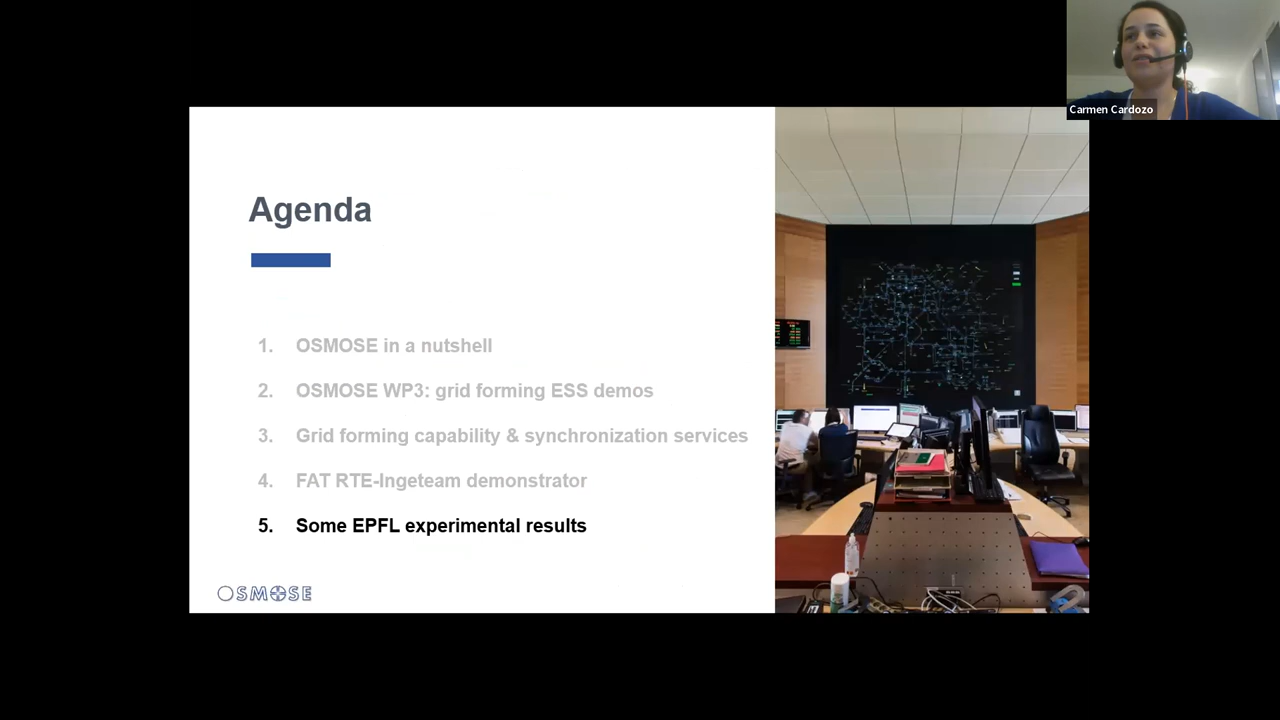 Carmen Cardozo
Agenda
1. OSMOSE in a nutshell
2. OSMOSE WP3: grid forming ESS demos
3. Grid forming capability & synchronization services
4. FAT RTE-Ingeteam demonstrator
5. Some EPFL experimental results
OSMOSE